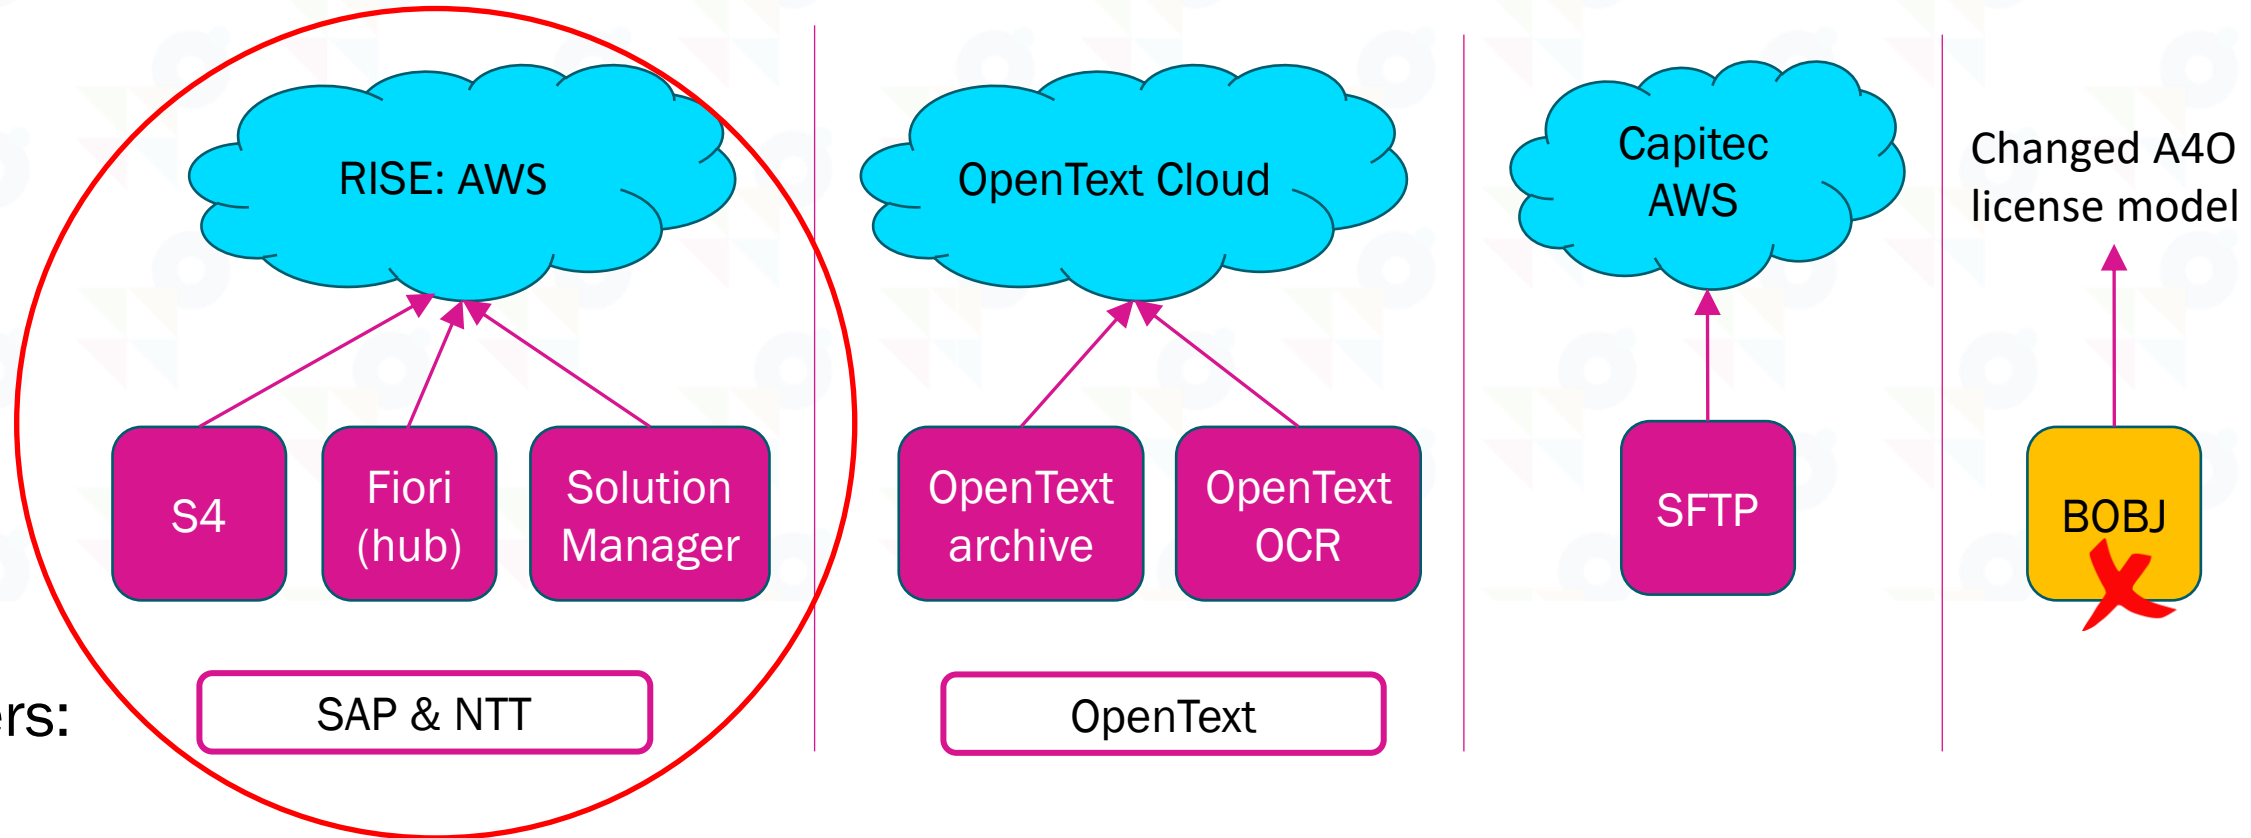 RISE: AWS
OpenText Cloud
Capitec
AWS
Changed A4O
license model
S4
Fiori
(hub)
Solution
Manager
OpenText
archive
OpenText
OCR
SFTP
BOBJ
ers:
SAP & NTT
OpenText